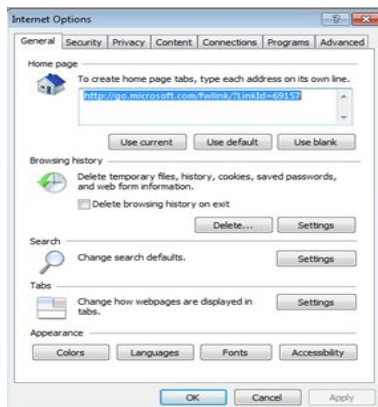 Internet Options
General Security Privacy Content Connections Programs Advanced
Home page
To create home page tabs, type each address on its own line.
http://go.microsoft.com/fwlink/?LinkId=69157
Use current Use default Use blank
Browsing history
Delete temporary files, history, cookies, saved passwords,
and web form information.
Delete browsing history on exit
Delete... Settings
Search
Change search defaults. Settings
Tabs
Change how webpages are displayed in Settings
tabs.
Appearance
Colors Languages Fonts Accessibility
OK Cancel Apply